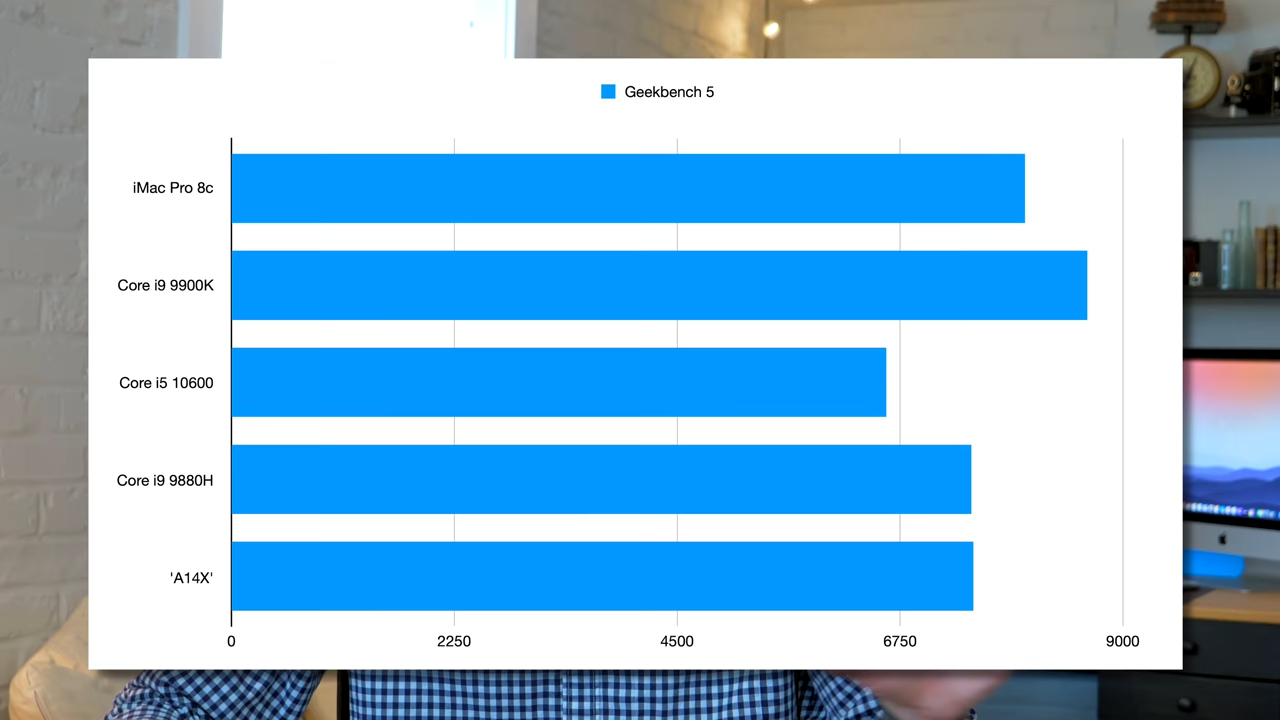 Geekbench 5
iMac Pro 8c
Core i9 9900K
Core i5 10600
Core i9 9880H
'A14X'
0 2250 4500 6750 9000